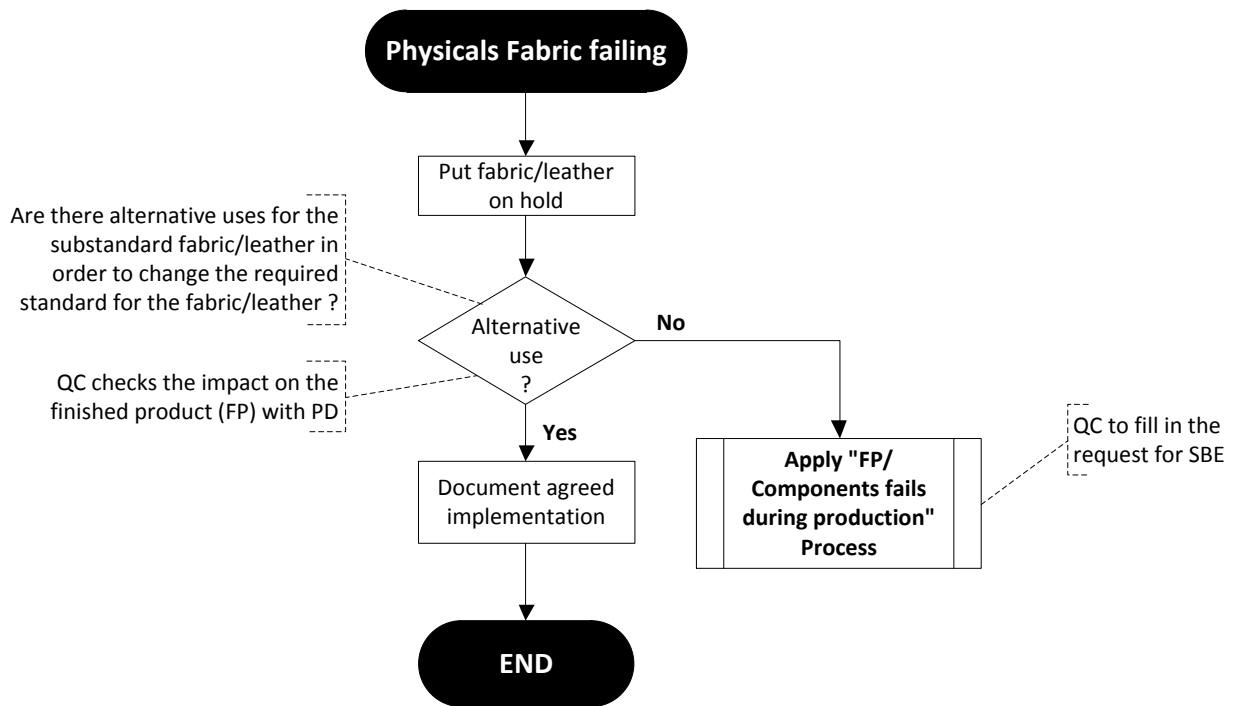 Physicals Fabric failing
Put fabric/leather
on hold
Are there alternative uses for the
substandard fabric/leather in
order to change the required
standard for the fabric/leather ?
Alternative
use
?
No
QC checks the impact on the
finished product (FP) with PD
Yes
QC to fill in the
request for SBE
Apply "FP/
Components fails
during production"
Process
Document agreed
implementation
END